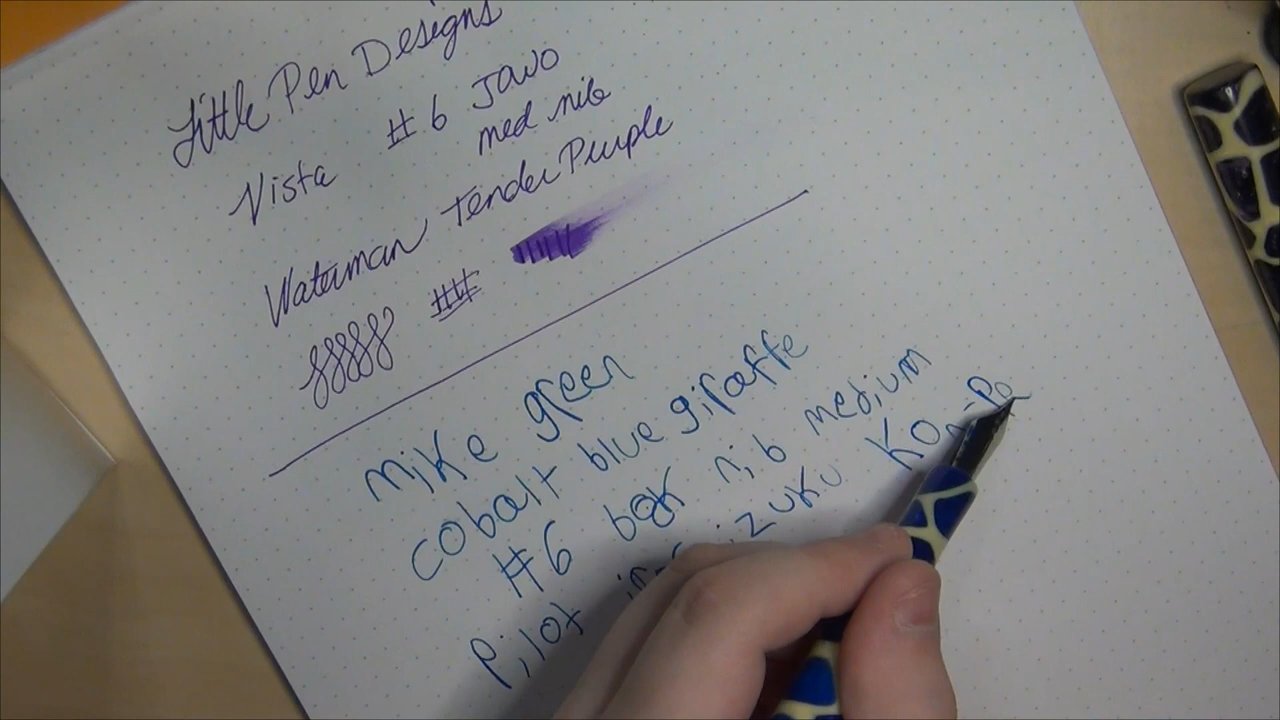 Little Pen Designs
Vista #6 JOWO
med nib
Waterman Tender Purple
mike green
cobalt blue giraffe
#6 bok nib medium
Pilot Kon-Pe